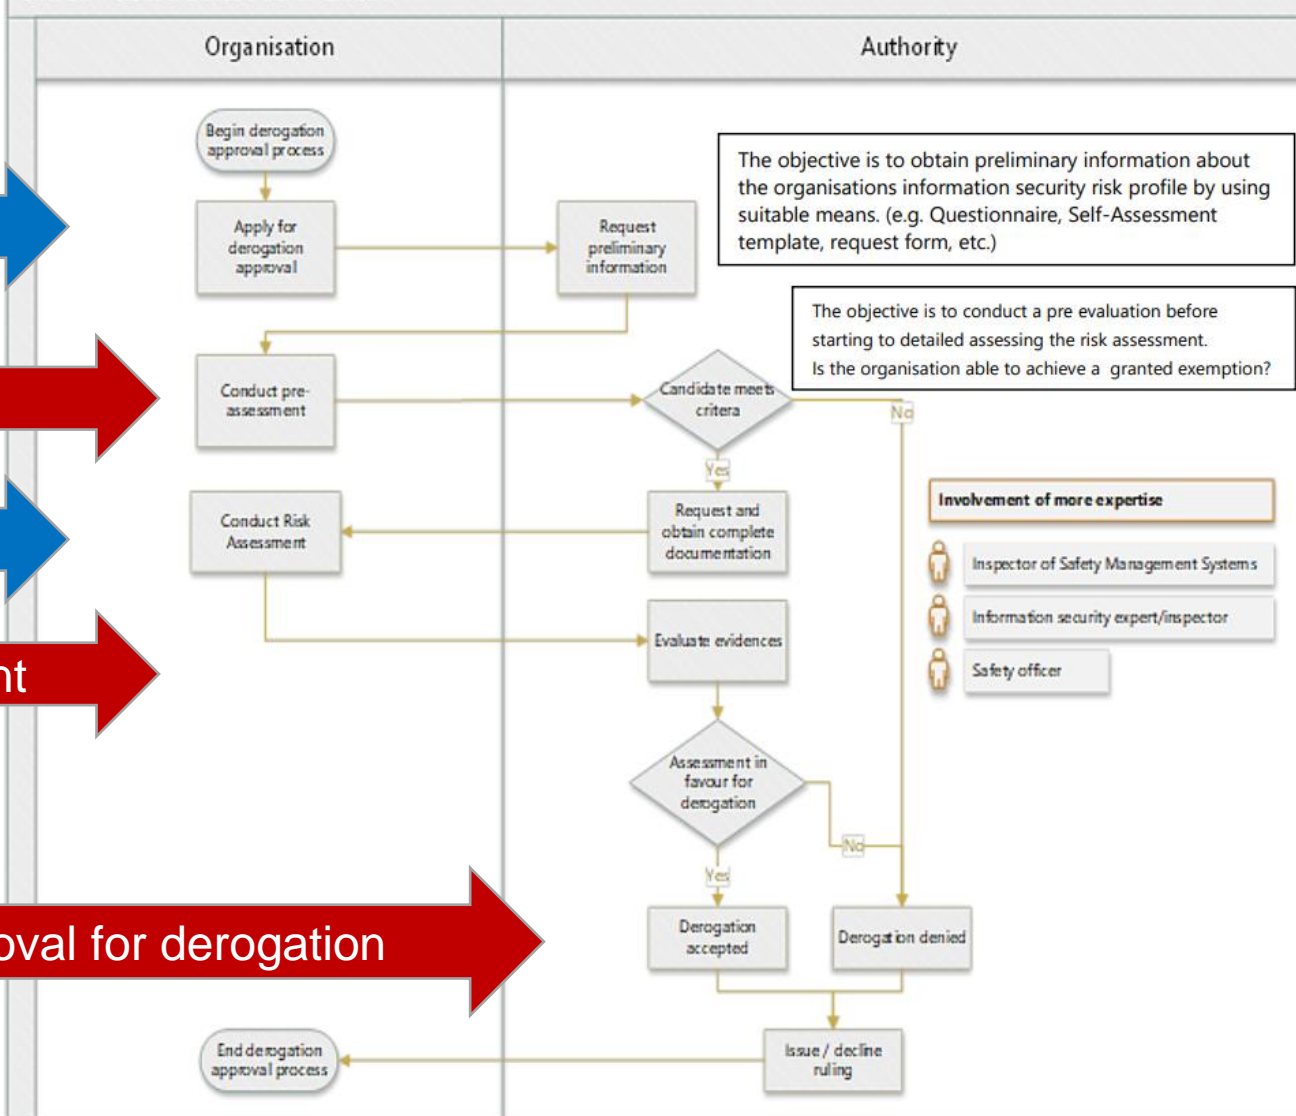 Organisation
Authority
Begin derogation
approval process
The objective is to obtain preliminary information about
the organisations information security risk profile by using
suitable means. (e.g. Questionnaire, Self-Assessment
template, request form, etc.)
Apply for
derogation
approval
Request
preliminary
information
The objective is to conduct a pre evaluation before
starting to detailed assessing the risk assessment.
Is the organisation able to achieve a granted exemption?
Conduct pre-
assessment
Candidate meets
critera
No
Yes
Conduct Risk
Assessment
Request and
obtain complete
documentation
Involvement of more expertise
Inspector of Safety Management Systems
Information security expert/inspector
Safety officer
Evaluate evidences
nt
Assessment in
favour for
derogation
No
Yes
oval for derogation
Derogation
accepted
Derogation denied
End derogation
approval process
Issue / decline
ruling